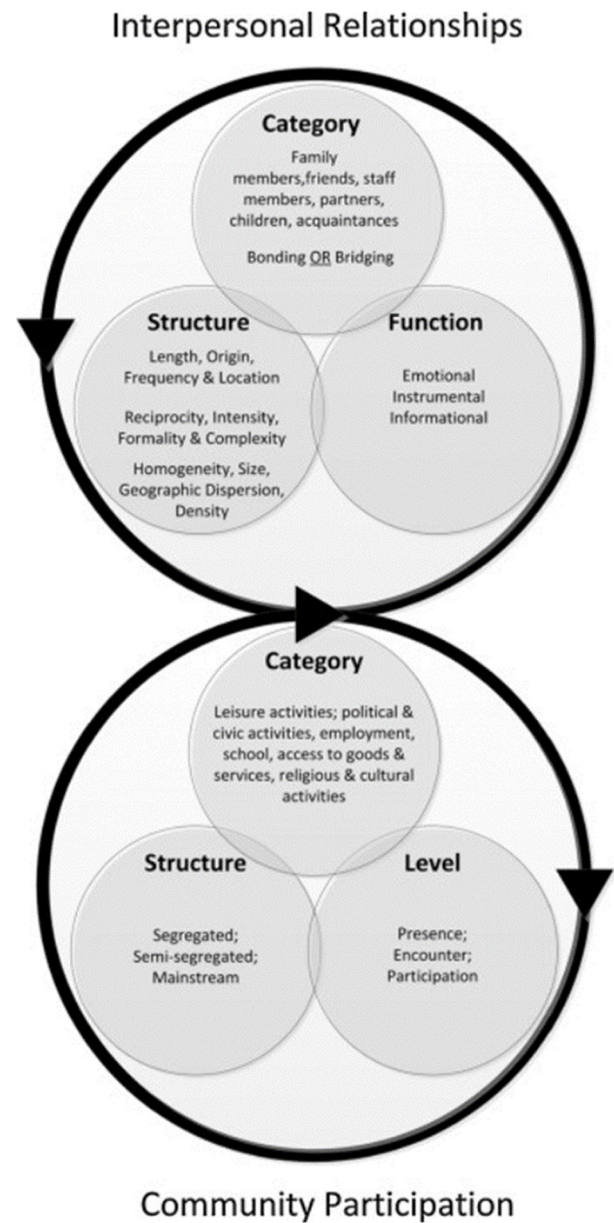 Interpersonal Relationships
Category
Family
members,friends, staff
members, partners,
children, acquaintances
Bonding OR Bridging
Structure
Length, Origin,
Frequency & Location
Reciprocity, Intensity,
Formality & Complexity
Homogeneity, Size,
Geographic Dispersion,
Density
Function
Emotional
Instrumental
Informational
Category
Leisure activities; political &
civic activities, employment,
school, access to goods &
services, religious & cultural
activities
Structure
Segregated;
Semi-segregated;
Mainstream
Level
Presence;
Encounter;
Participation
Community Participation